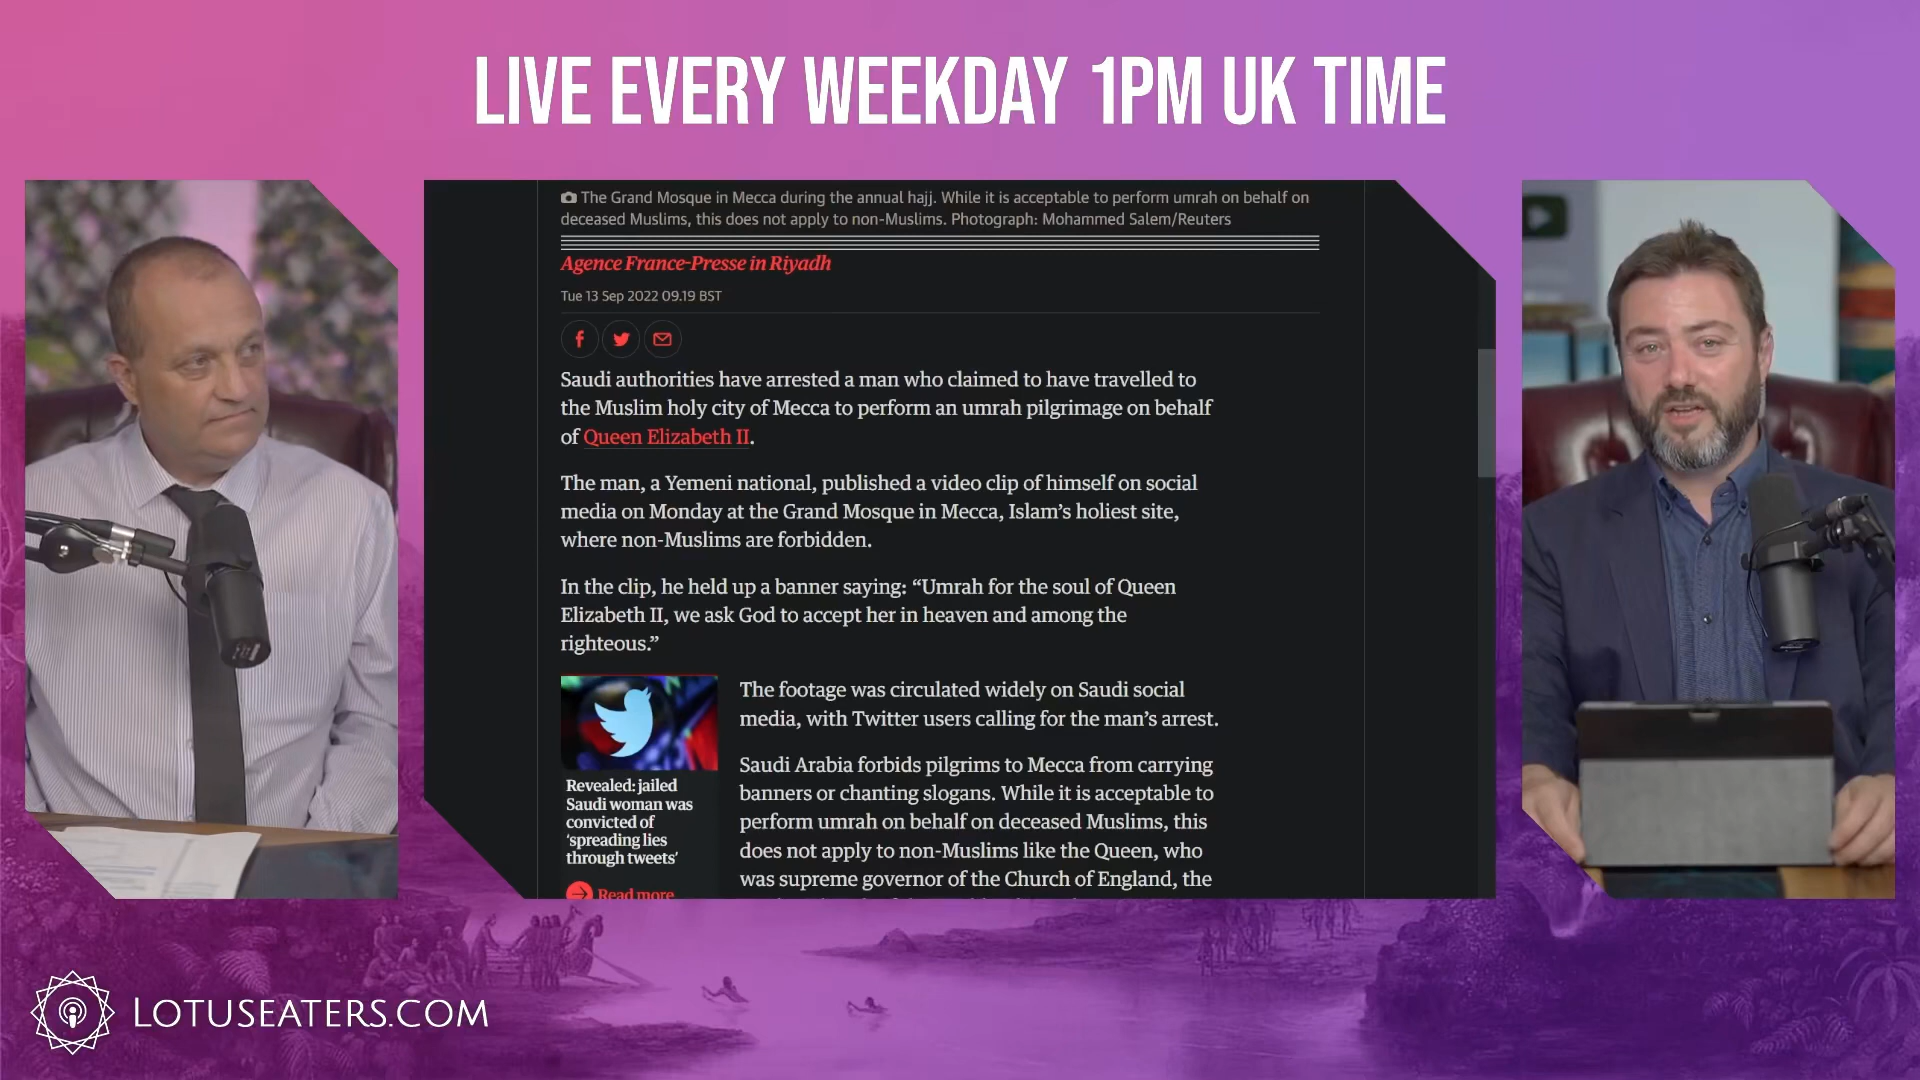 LIVE EVERY WEEKDAY 1PM UK TIME
The Grand Mosque in Mecca during the annual hajj. While it is acceptable to perform umrah on behalf on
deceased Muslims, this does not apply to non-Muslims. Photograph: Mohammed Salem/Reuters
Agence France-Presse in Riyadh
Tue 13 Sep 2022 09.19 BST
Saudi authorities have arrested a man who claimed to have travelled to
the Muslim holy city of Mecca to perform an umrah pilgrimage on behalf
of Queen Elizabeth II.
The man, a Yemeni national, published a video clip of himself on social
media on Monday at the Grand Mosque in Mecca, Islam's holiest site,
where non-Muslims are forbidden.
In the clip, he held up a banner saying: “Umrah for the soul of Queen
Elizabeth II, we ask God to accept her in heaven and among the
righteous.”
The footage was circulated widely on Saudi social
media, with Twitter users calling for the man's arrest.
Saudi Arabia forbids pilgrims to Mecca from carrying
banners or chanting slogans. While it is acceptable to
perform umrah on behalf on deceased Muslims, this
does not apply to non-Muslims like the Queen, who
was supreme governor of the Church of England, the
Revealed: jailed
Saudi woman was
convicted of
‘spreading lies
through tweets’
Read more
LOTUSEATERS.COM